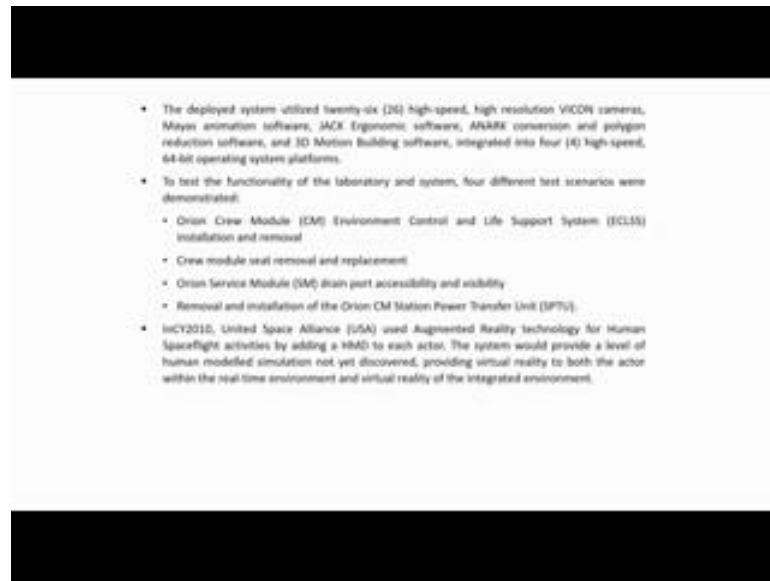 • The deployed system utilized twenty-six (26) high-speed, high resolution VICON cameras,
Mayas animation software, JACK Ergonomic software, ANARK conversion and polygon
reduction software, and 3D Motion Building software, integrated into four (4) high-speed,
64-bit operating system platforms.
• To test the functionality of the laboratory and system, four different test scenarios were
demonstrated:
• Orion Crew Module (CM) Environment Control and Life Support System (ECLSS)
installation and removal
• Crew module seat removal and replacement
• Orion Service Module (SM) drain port accessibility and visibility
• Removal and installation of the Orion CM Station Power Transfer Unit (SPTU).
• InCY2010, United Space Alliance (USA) used Augmented Reality technology for Human
Spaceflight activities by adding a HMD to each actor. The system would provide a level of
human modelled simulation not yet discovered, providing virtual reality to both the actor
within the real-time environment and virtual reality of the integrated environment.